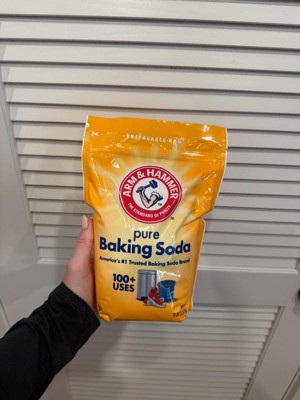 RESEALABLE BAG
ARM & HAMMER
THE STANDARD OF PURITY
pure
Baking Soda
America's #1 Trusted Baking Soda Brand
100+
USES